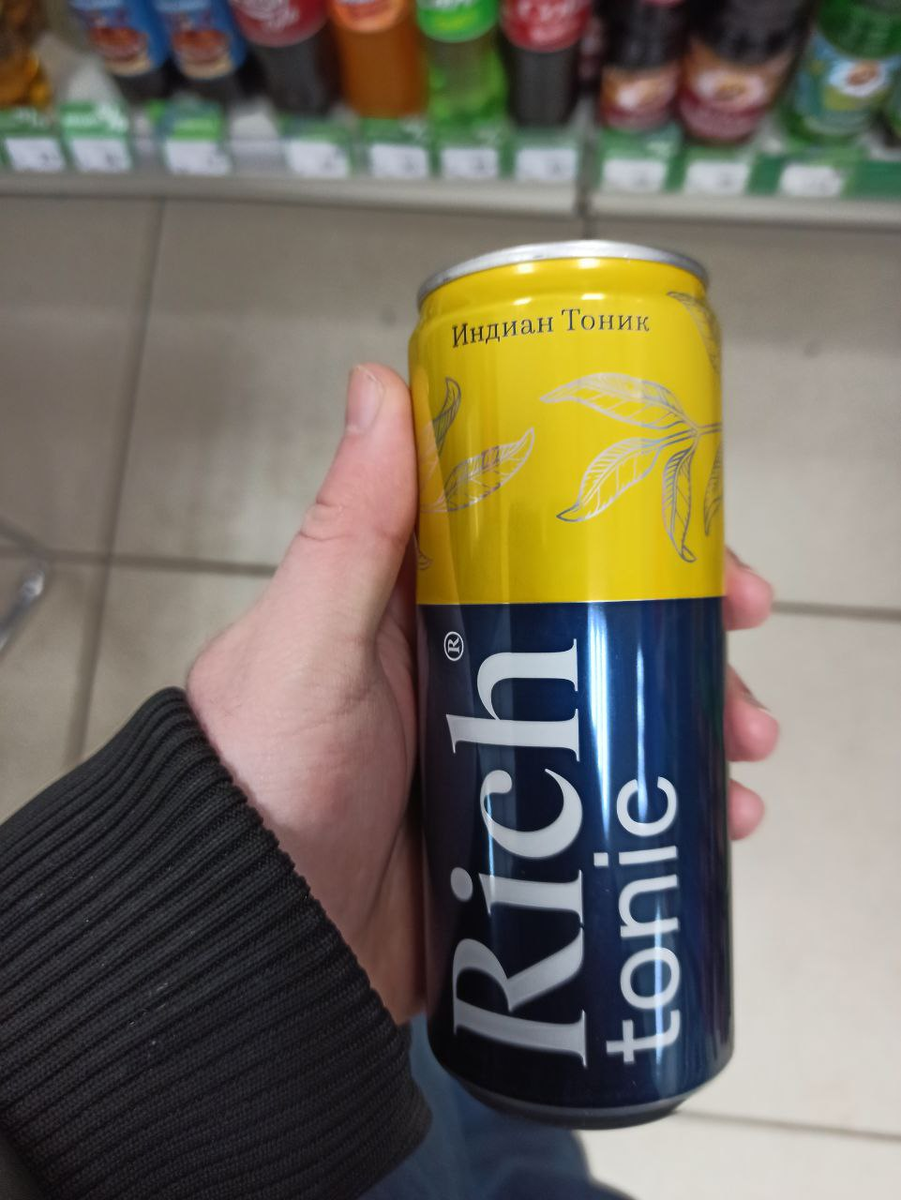 Индиан Тоник
Rich®
tonic